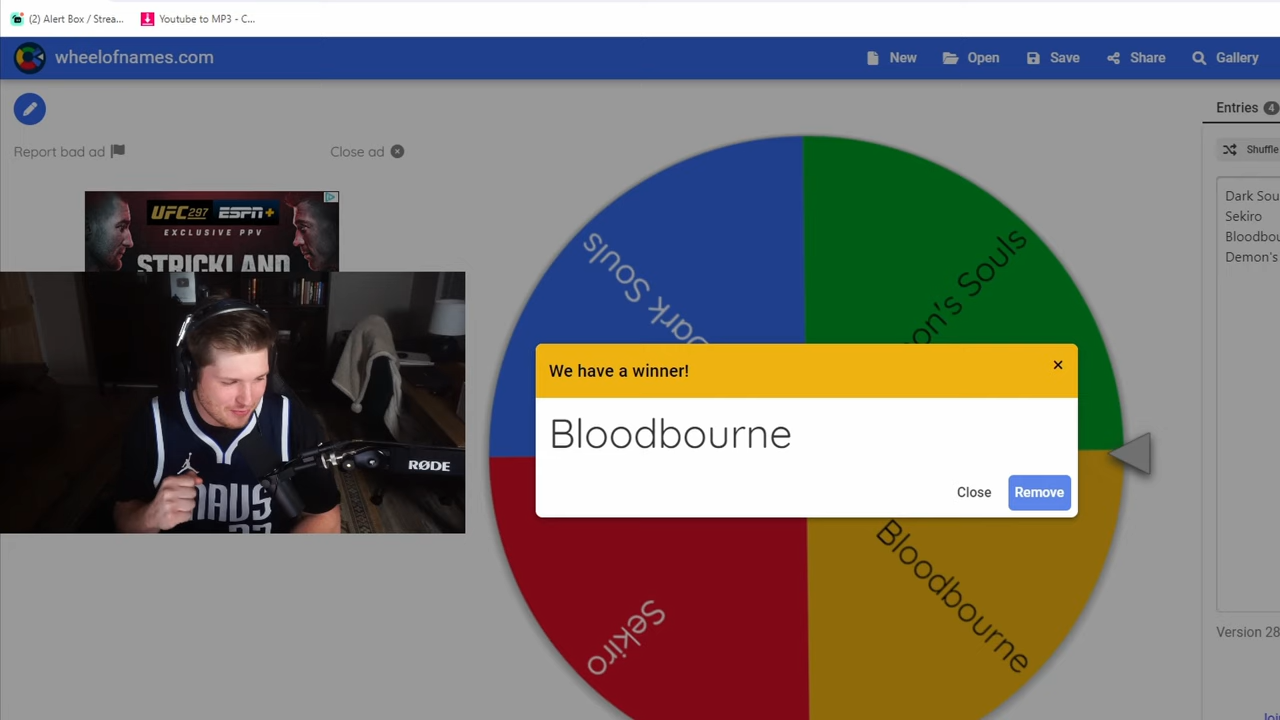 (2) Alert Box / Strea...
Youtube to MP3 - C...
wheelofnames.com
New
Open
Save
Share
Gallery
Report bad ad
Close ad
Entries 4
Shuffle
UFC 297 ESPN+
EXCLUSIVE PPV
STRICKLAND
Dark Sou
Sekiro
Bloodbou
Demon's
Dark Souls
on's Souls
We have a winner!
Bloodbourne
Close
Remove
RØDE
Sekiro
Bloodbourne
Version 28